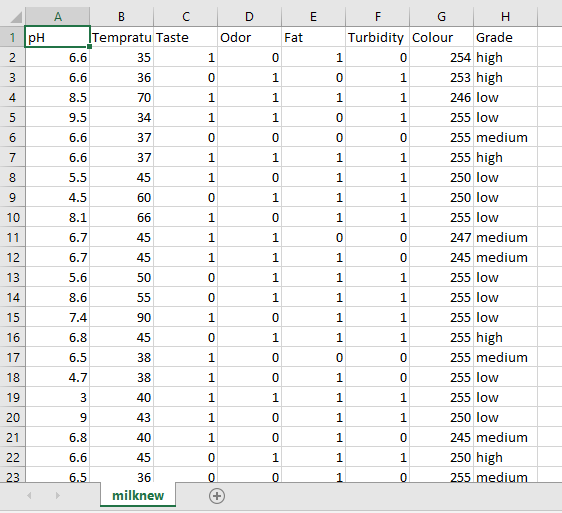 A B C D E F G H
1 pH Tempratu Taste Odor Fat Turbidity Colour Grade
2 6.6 35 1 0 1 0 254 high
3 6.6 36 0 1 0 1 253 high
4 8.5 70 1 1 1 1 246 low
5 9.5 34 1 1 0 1 255 low
6 6.6 37 0 0 0 0 255 medium
7 6.6 37 1 1 1 1 255 high
8 5.5 45 1 0 1 1 250 low
9 4.5 60 0 1 1 1 250 low
10 8.1 66 1 0 1 1 255 low
11 6.7 45 1 1 0 0 247 medium
12 6.7 45 1 1 1 0 245 medium
13 5.6 50 0 1 1 1 255 low
14 8.6 55 0 1 1 1 255 low
15 7.4 90 1 0 1 1 255 low
16 6.8 45 0 1 1 1 255 high
17 6.5 38 1 0 0 0 255 medium
18 4.7 38 1 0 1 0 255 low
19 3 40 1 1 1 1 255 low
20 9 43 1 0 1 1 250 low
21 6.8 40 1 0 1 0 245 medium
22 6.6 45 0 1 1 1 250 high
23 6.5 36 0 0 1 0 255 medium
milknew